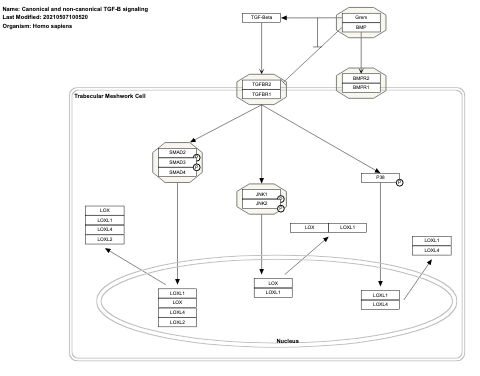 Name: Canonical and non-canonical TGF-B signaling
Last Modified: 20210507100520
Organism: Homo sapiens
TGF-Beta
Grem
BMP
TGFBR2
TGFBR1
BMPR2
BMPR1
Trabecular Meshwork Cell
SMAD2
SMAD3
SMAD4
P
P
P38
P
JNK1
JNK2
P
P
LOX
LOXL1
LOXL4
LOXL2
LOX LOXL1
LOXL1
LOXL4
LOX
LOXL1
LOXL1
LOX
LOXL4
LOXL2
LOXL1
LOXL4
Nucleus